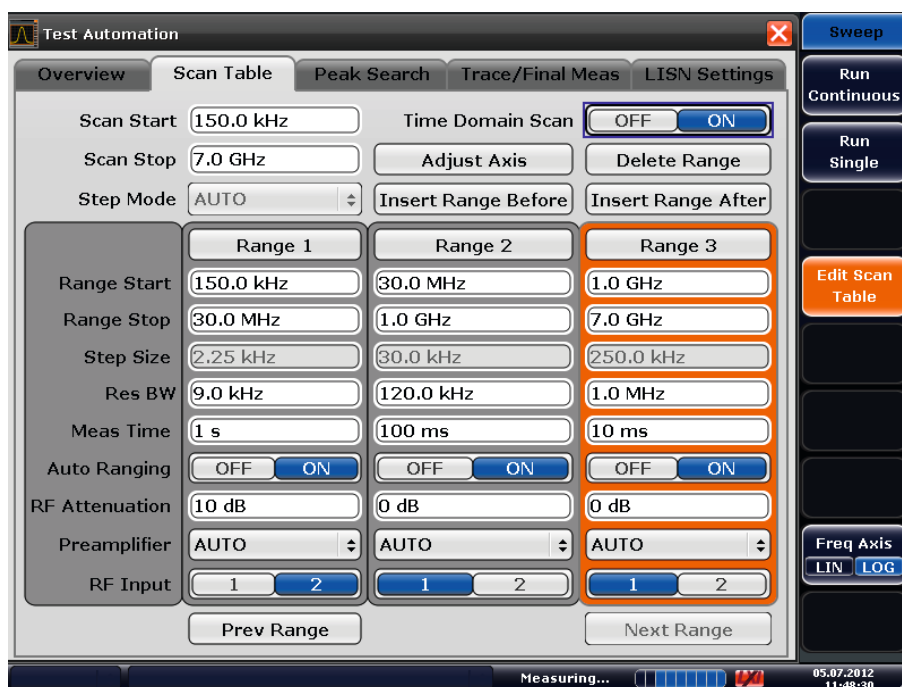 Test Automation
Sweep
Overview Scan Table Peak Search Trace/Final Meas LISN Settings
Run Continuous
Scan Start 150.0 kHz Time Domain Scan OFF ON
Scan Stop 7.0 GHz Adjust Axis Delete Range
Run Single
Step Mode AUTO Insert Range Before Insert Range After
Range 1 Range 2 Range 3
Range Start 150.0 kHz 30.0 MHz 1.0 GHz
Edit Scan Table
Range Stop 30.0 MHz 1.0 GHz 7.0 GHz
Step Size 2.25 kHz 30.0 kHz 250.0 kHz
Res BW 9.0 kHz 120.0 kHz 1.0 MHz
Meas Time 1 s 100 ms 10 ms
Auto Ranging OFF ON OFF ON OFF ON
RF Attenuation 10 dB 0 dB 0 dB
Preamplifier AUTO AUTO AUTO
Freq Axis
LIN LOG
RF Input 1 2 1 2 1 2
Prev Range Next Range
Measuring... LXI 05.07.2012
11:48:30